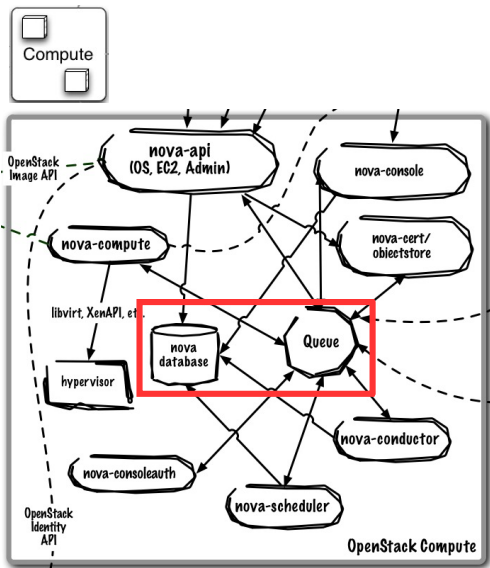 Compute
nova-api
(OS, EC2, Admin)
OpenStack
Image API
nova-console
nova-compute
nova-cert/
objectstore
libvirt, XenAPI, et
nova
database
Queue
hypervisor
nova-conductor
nova-consoleauth
nova-scheduler
OpenStack
Identity
API
OpenStack Compute